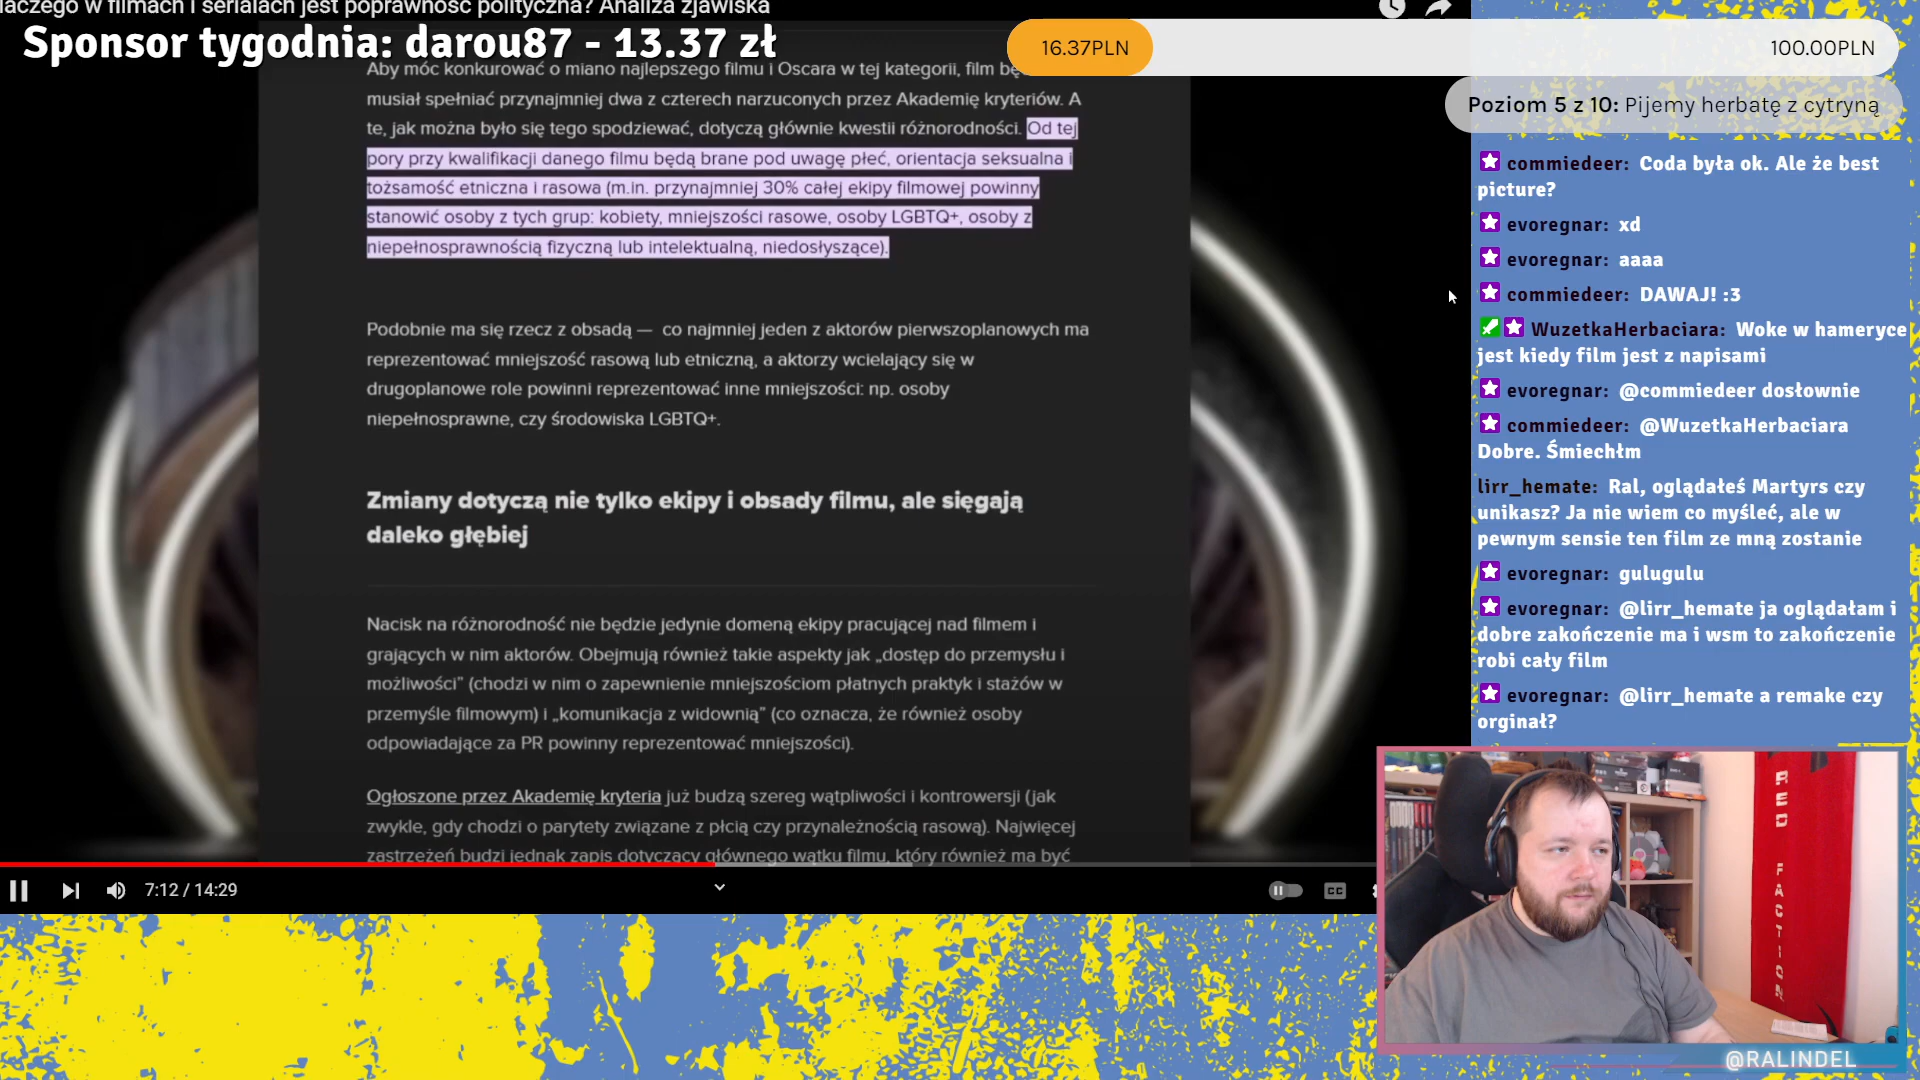 laczego w filmach i serialach jest poprawność polityczna? Analiza zjawiska
Sponsor tygodnia: darou87 - 13.37 zł
16.37PLN
100.00PLN
Poziom 5 z 10: Pijemy herbatę z cytryną
Aby móc konkurować o miano najlepszego filmu i Oscara w tej kategorii, film bę
musiał spełniać przynajmniej dwa z czterech narzuconych przez Akademię kryteriów. A
te, jak można było się tego spodziewać, dotyczą głównie kwestii różnorodności. Od tej
pory przy kwalifikacji danego filmu będą brane pod uwagę płeć, orientacja seksualna i
tożsamość etniczna i rasowa (m.in. przynajmniej 30% całej ekipy filmowej powinny
stanowić osoby z tych grup: kobiety, mniejszości rasowe, osoby LGBTQ+, osoby z
niepełnosprawnością fizyczną lub intelektualną, niedosłyszące).
Podobnie ma się rzecz z obsadą — co najmniej jeden z aktorów pierwszoplanowych ma
reprezentować mniejszość rasową lub etniczną, a aktorzy wcielający się w
drugoplanowe role powinni reprezentować inne mniejszości: np. osoby
niepełnosprawne, czy środowiska LGBTQ+.
Zmiany dotyczą nie tylko ekipy i obsady filmu, ale sięgają
daleko głębiej
Nacisk na różnorodność nie będzie jedynie domeną ekipy pracującej nad filmem i
grających w nim aktorów. Obejmują również takie aspekty jak „dostęp do przemysłu i
możliwości” (chodzi w nim o zapewnienie mniejszościom płatnych praktyk i stażów w
przemyśle filmowym) i „komunikacja z widownią” (co oznacza, że również osoby
odpowiadające za PR powinny reprezentować mniejszości).
Ogłoszone przez Akademię kryteria już budzą szereg wątpliwości i kontrowersji (jak
zwykle, gdy chodzi o parytety związane z płcią czy przynależnością rasową). Najwięcej
zastrzeżeń budzi jednak zapis dotyczący głównego wątku filmu, który również ma być
7:12 / 14:29
CC
commiedeer: Coda była ok. Ale że best
picture?
evoregnar: xd
evoregnar: aaaa
commiedeer: DAWAJ! :3
WuzetkaHerbaciara: Woke w hameryce
jest kiedy film jest z napisami
evoregnar: @commiedeer dosłownie
commiedeer: @WuzetkaHerbaciara
Dobre. Śmiechłm
lirr_hemate: Ral, oglądałeś Martyrs czy
unikasz? Ja nie wiem co myśleć, ale w
pewnym sensie ten film ze mną zostanie
evoregnar: gulugulu
evoregnar: @lirr_hemate ja oglądałam i
dobre zakończenie ma i wsm to zakończenie
robi cały film
evoregnar: @lirr_hemate a remake czy
orginał?
RED FACTION
@RALINDEL